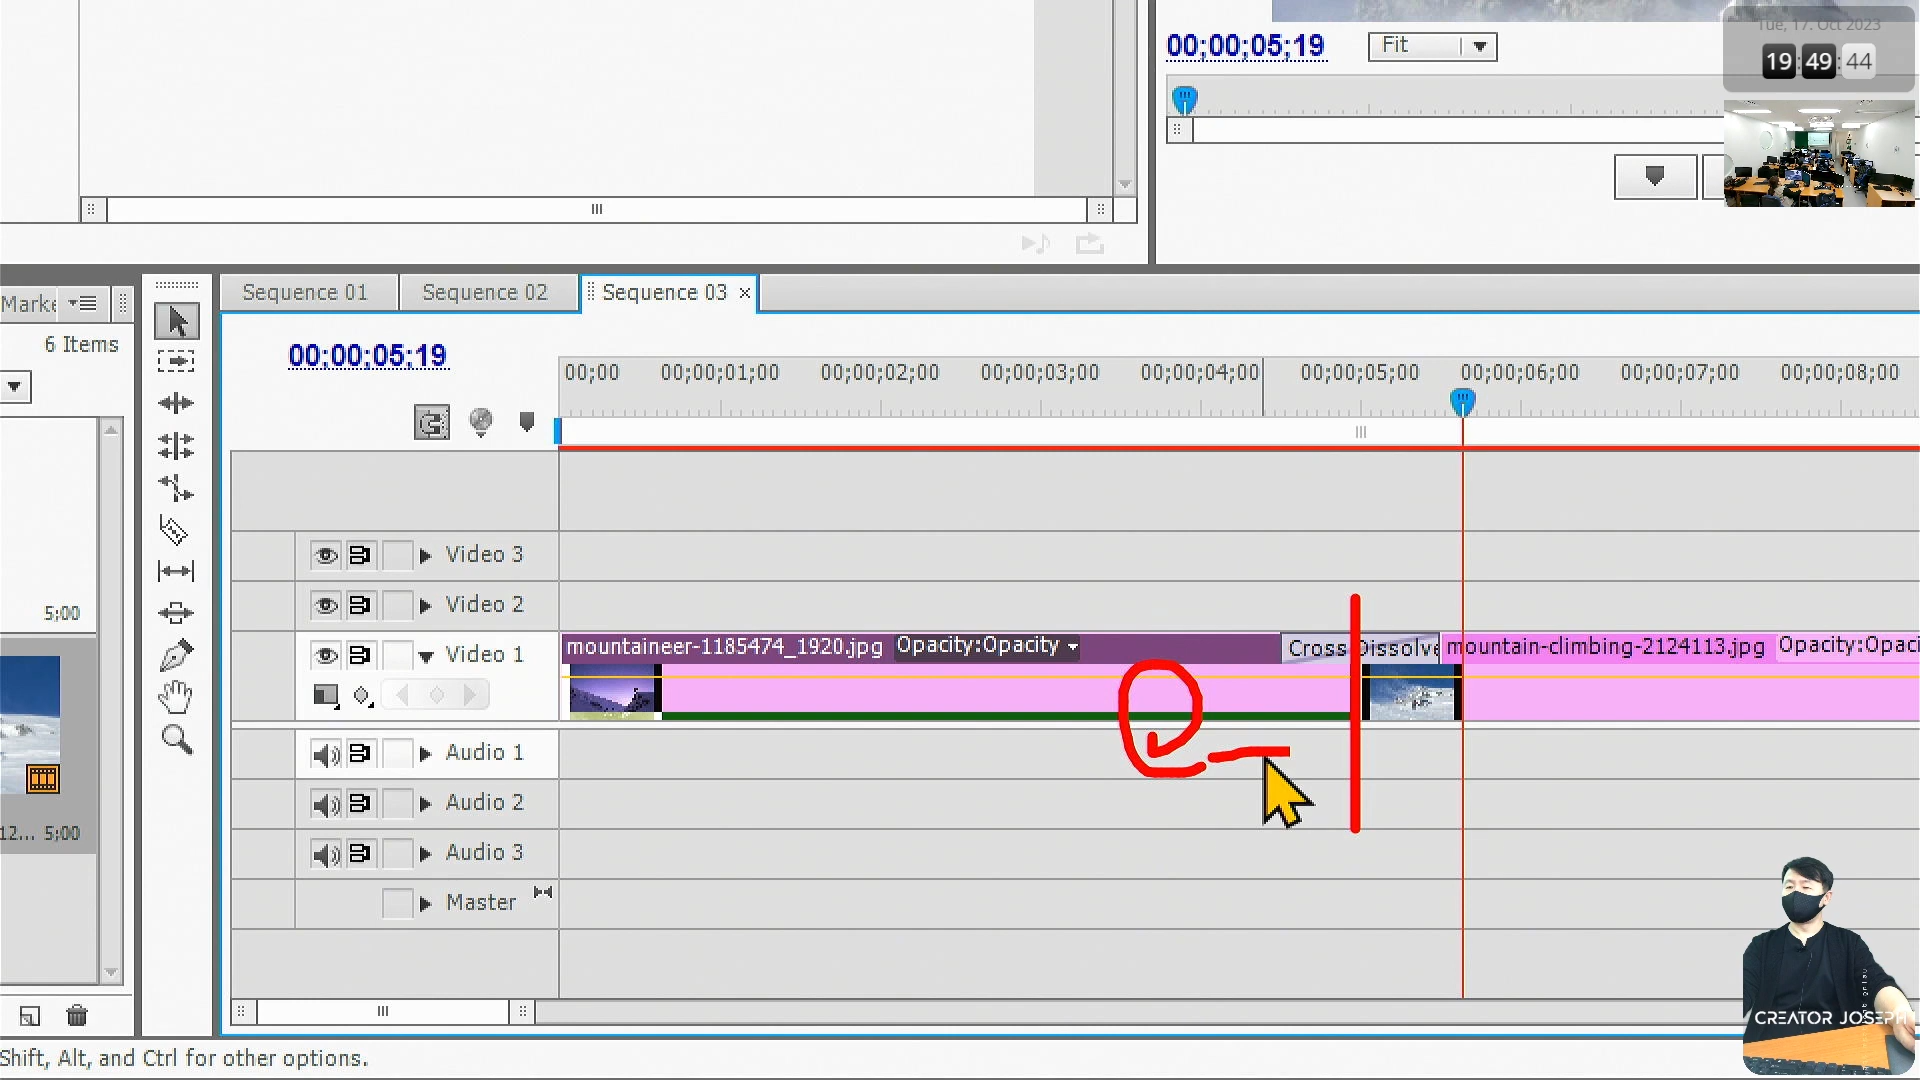 Tue, 17. Oct 2023
19:49:44
00;00;05;19
Fit
Marke
6 Items
Sequence 01
Sequence 02
Sequence 03
00;00;05;19
00;00
00;00;01;00
00;00;02;00
00;00;03;00
00;00;04;00
00;00;05;00
00;00;06;00
00;00;07;00
00;00;08;00
Video 3
5;00
Video 2
Video 1
mountaineer-1185474_1920.jpg
Opacity:Opacity
Cross Dissolve
mountain-climbing-2124113.jpg
Opacity:Opaci
Audio 1
Audio 2
12... 5;00
Audio 3
Master
CREATOR JOSEPH
Shift, Alt, and Ctrl for other options.